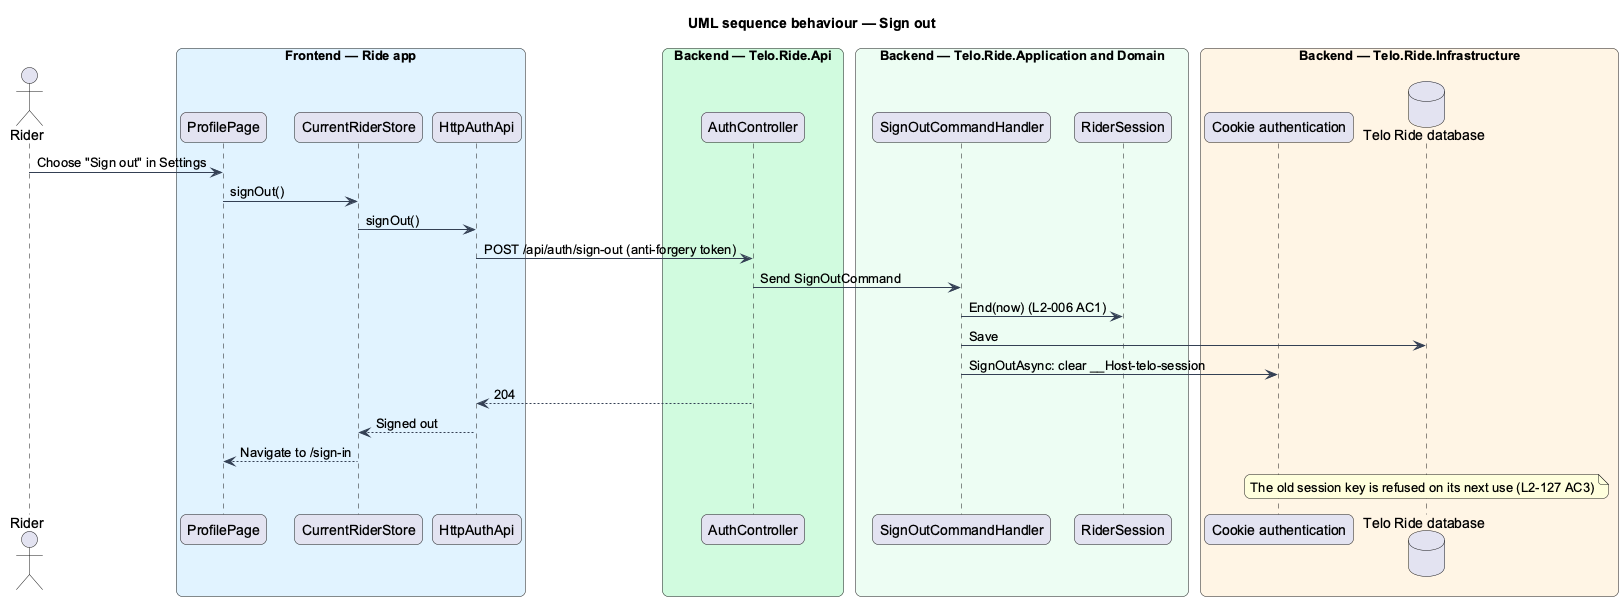 UML sequence behaviour — Sign out
Frontend — Ride app
Backend — Telo.Ride.Api
Backend — Telo.Ride.Application and Domain
Backend — Telo.Ride.Infrastructure
Rider
ProfilePage
CurrentRiderStore
HttpAuthApi
AuthController
SignOutCommandHandler
RiderSession
Cookie authentication
Telo Ride database
Choose "Sign out" in Settings
signOut()
signOut()
POST /api/auth/sign-out (anti-forgery token)
Send SignOutCommand
End(now) (L2-006 AC1)
Save
SignOutAsync: clear __Host-telo-session
204
Signed out
Navigate to /sign-in
The old session key is refused on its next use (L2-127 AC3)
Rider
ProfilePage
CurrentRiderStore
HttpAuthApi
AuthController
SignOutCommandHandler
RiderSession
Cookie authentication
Telo Ride database